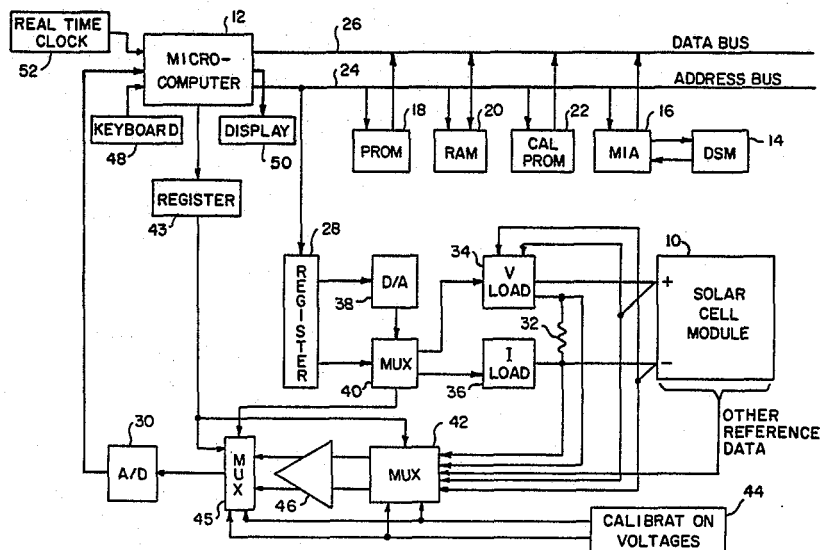 REAL TIME
CLOCK
52
12
MICRO-
COMPUTER
26
DATA BUS
24
ADDRESS BUS
KEYBOARD
48
DISPLAY
50
18
PROM
20
RAM
22
CAL
PROM
16
MIA
14
DSM
REGISTER
43
28
REGISTER
D/A
38
34
V
LOAD
10
SOLAR
CELL
MODULE
+
−
32
MUX
40
I
LOAD
36
OTHER
REFERENCE
DATA
30
A/D
MUX
45
46
42
MUX
44
CALIBRAT ON
VOLTAGES